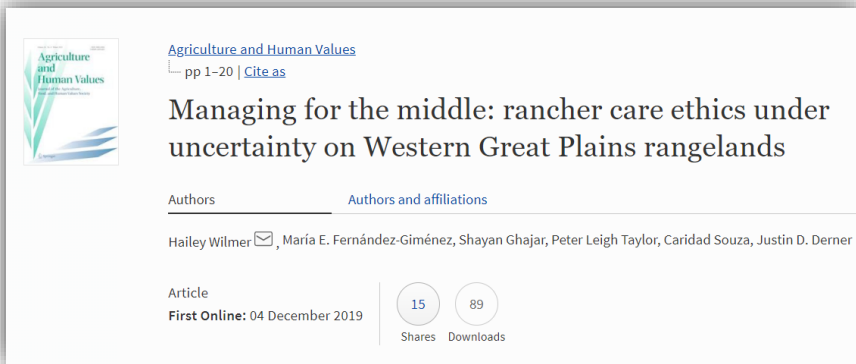 Agriculture
and
Human Values
Agriculture and Human Values
pp 1–20 | Cite as
Managing for the middle: rancher care ethics under
uncertainty on Western Great Plains rangelands
Authors
Authors and affiliations
Hailey Wilmer , María E. Fernández-Giménez, Shayan Ghajar, Peter Leigh Taylor, Caridad Souza, Justin D. Derner
Article
First Online: 04 December 2019
15
89
Shares
Downloads